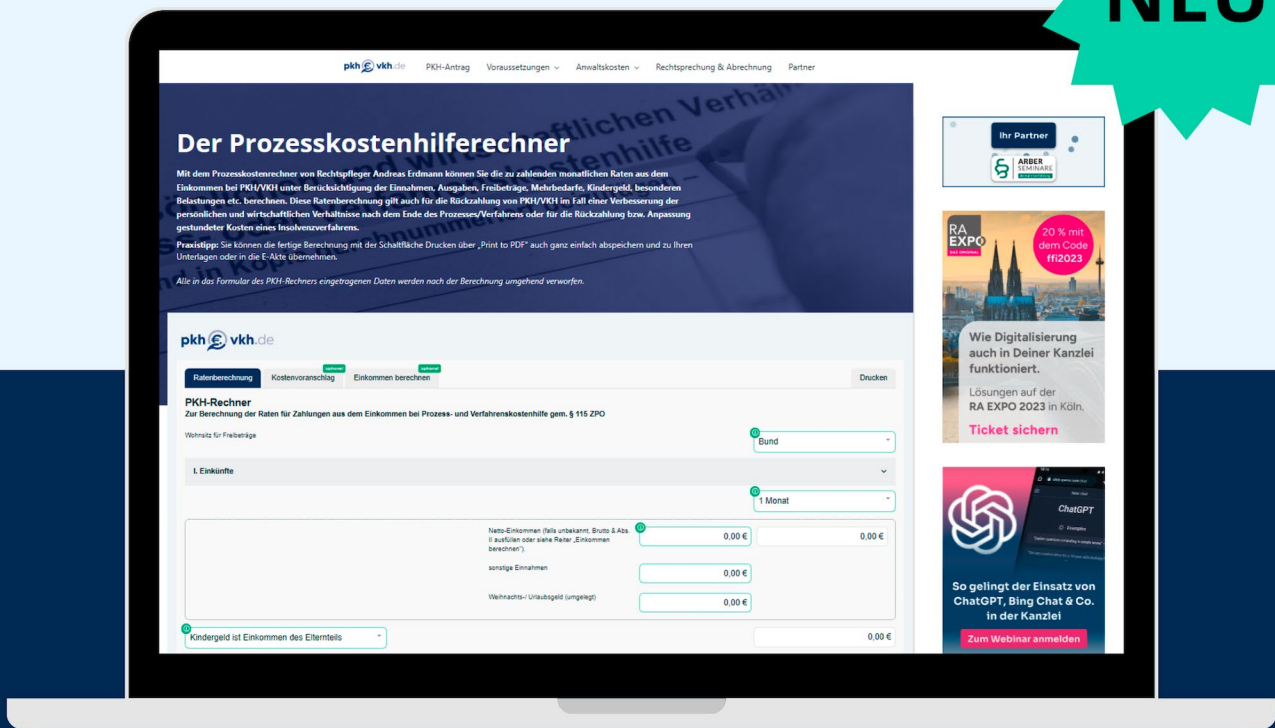 NEU
pkh vkh.de PKH-Antrag Voraussetzungen Anwaltskosten Rechtsprechung & Abrechnung Partner
Der Prozesskostenhilferechner
Mit dem Prozesskostenrechner von Rechtspfleger Andreas Erdmann können Sie die zu zahlenden monatlichen Raten aus dem
Einkommen bei PKH/VKH unter Berücksichtigung der Einnahmen, Ausgaben, Freibeträge, Mehrbedarfe, Kindergeld, besonderen
Belastungen etc. berechnen. Diese Ratenberechnung gilt auch für die Rückzahlung von PKH/VKH im Fall einer Verbesserung der
persönlichen und wirtschaftlichen Verhältnisse nach dem Ende des Prozesses/Verfahrens oder für die Rückzahlung bzw. Anpassung
gestundeter Kosten eines Insolvenzverfahrens.
Praxistipp: Sie können die fertige Berechnung mit der Schaltfläche Drucken über „Print to PDF“ auch ganz einfach abspeichern und zu Ihren
Unterlagen oder in die E-Akte übernehmen.
Alle in das Formular des PKH-Rechners eingetragenen Daten werden nach der Berechnung umgehend verworfen.
pkh vkh.de
Ratenberechnung Kostenvoranschlag optional Einkommen berechnen optional Drucken
PKH-Rechner
Zur Berechnung der Raten für Zahlungen aus dem Einkommen bei Prozess- und Verfahrenskostenhilfe gem. § 115 ZPO
Wohnsitz für Freibeträge Bund
I. Einkünfte
1 Monat
Netto-Einkommen (falls unbekannt, Brutto & Abs.
II ausfüllen oder siehe Reiter „Einkommen
berechnen“).
0,00 € 0,00 €
sonstige Einnahmen 0,00 €
Weihnachts-/ Urlaubsgeld (umgelegt) 0,00 €
Kindergeld ist Einkommen des Elternteils 0,00 €
Ihr Partner
ARBER
SEMINARE
RA
EXPO
DAS ORIGINAL
20 % mit
dem Code
ffi2023
Wie Digitalisierung
auch in Deiner Kanzlei
funktioniert.
Lösungen auf der
RA EXPO 2023 in Köln.
Ticket sichern
ChatGPT
Examples
So gelingt der Einsatz von
ChatGPT, Bing Chat & Co.
in der Kanzlei
Zum Webinar anmelden